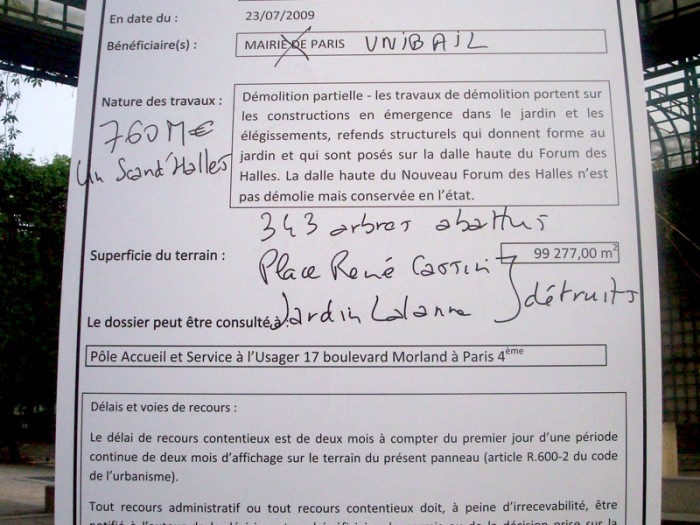 En date du : 23/07/2009
Bénéficiaire(s) : MAIRIE DE PARIS UNIBAIL
Nature des travaux : Démolition partielle - les travaux de démolition portent sur
les constructions en émergence dans le jardin et les
élégissements, refends structurels qui donnent forme au
jardin et qui sont posés sur la dalle haute du Forum des
Halles. La dalle haute du Nouveau Forum des Halles n'est
pas démolie mais conservée en l'état.
760 M€
Un Scand'Halles
343 arbres abattus
Superficie du terrain : 99 277,00 m²
Place René Cassin
Jardin Lalanne
détruits
Le dossier peut être consulté à :
Pôle Accueil et Service à l'Usager 17 boulevard Morland à Paris 4ème
Délais et voies de recours :
Le délai de recours contentieux est de deux mois à compter du premier jour d'une période
continue de deux mois d'affichage sur le terrain du présent panneau (article R.600-2 du code
de l'urbanisme).
Tout recours administratif ou tout recours contentieux doit, à peine d'irrecevabilité, être